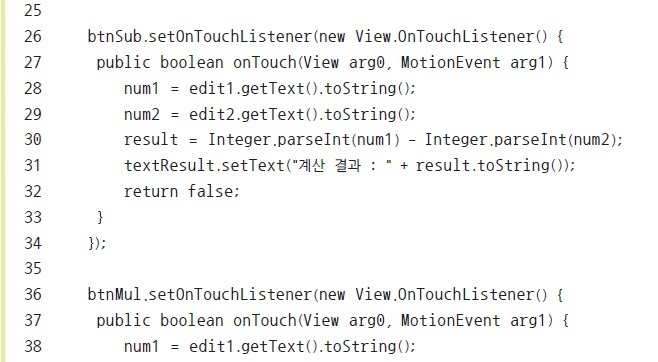 25
26 btnSub.setOnTouchListener(new View.OnTouchListener() {
27 public boolean onTouch(View arg0, MotionEvent arg1) {
28 num1 = edit1.getText().toString();
29 num2 = edit2.getText().toString();
30 result = Integer.parseInt(num1) - Integer.parseInt(num2);
31 textResult.setText("계산 결과 : " + result.toString());
32 return false;
33 }
34 });
35
36 btnMul.setOnTouchListener(new View.OnTouchListener() {
37 public boolean onTouch(View arg0, MotionEvent arg1) {
38 num1 = edit1.getText().toString();